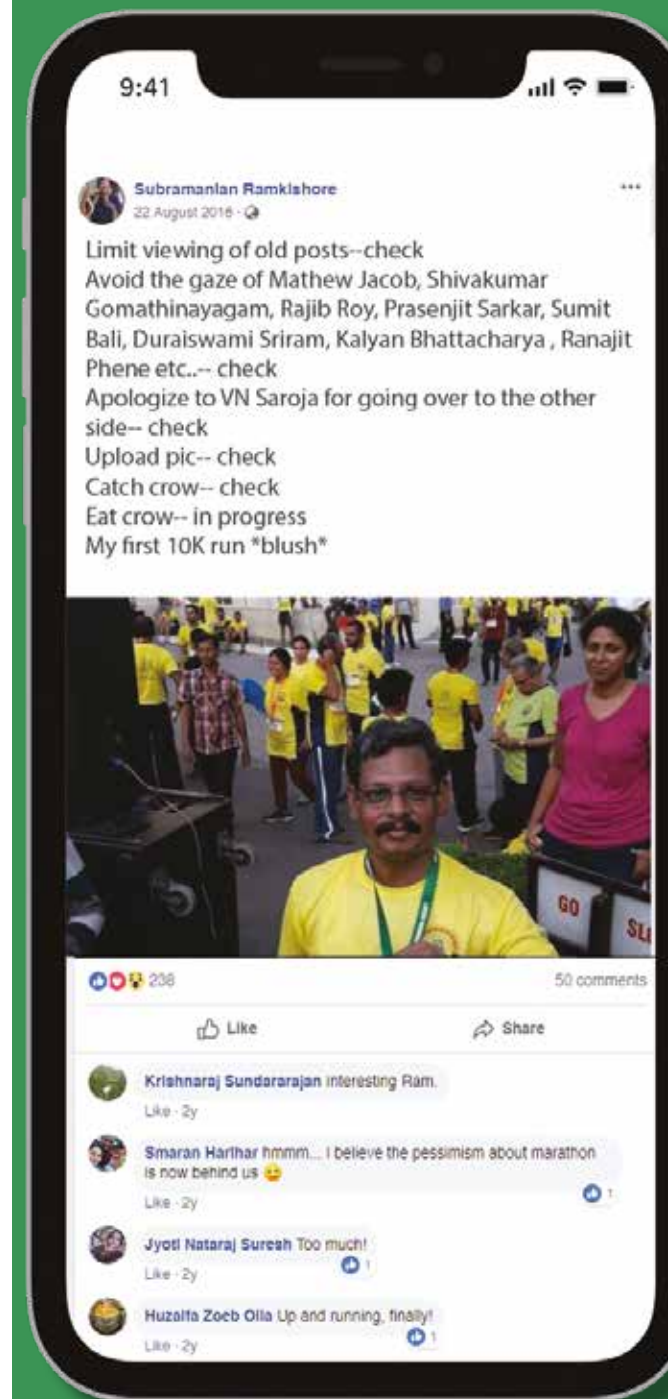 9:41
Subramanian Ramkishore
22 August 2016
Limit viewing of old posts--check
Avoid the gaze of Mathew Jacob, Shivakumar
Gomathinayagam, Rajib Roy, Prasenjit Sarkar, Sumit
Bali, Duraiswami Sriram, Kalyan Bhattacharya , Ranajit
Phene etc..-- check
Apologize to VN Saroja for going over to the other
side-- check
Upload pic-- check
Catch crow-- check
Eat crow-- in progress
My first 10K run *blush*
GO
SL
238
50 comments
Like
Share
Krishnaraj Sundararajan Interesting Ram.
Like · 2y
Smaran Harihar hmmm... I believe the pessimism about marathon
is now behind us 😉
Like · 2y
1
Jyoti Nataraj Suresh Too much!
Like · 2y
1
Huzaifa Zoeb Olia Up and running, finally!
Like · 2y
1